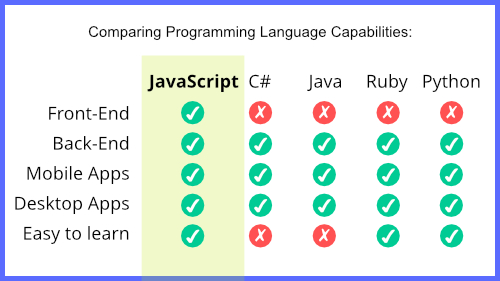 Comparing Programming Language Capabilities:
JavaScript C# Java Ruby Python
Front-End ✓ ✗ ✗ ✗ ✗
Back-End ✓ ✓ ✓ ✓ ✓
Mobile Apps ✓ ✓ ✓ ✓ ✓
Desktop Apps ✓ ✓ ✓ ✓ ✓
Easy to learn ✓ ✗ ✗ ✓ ✓